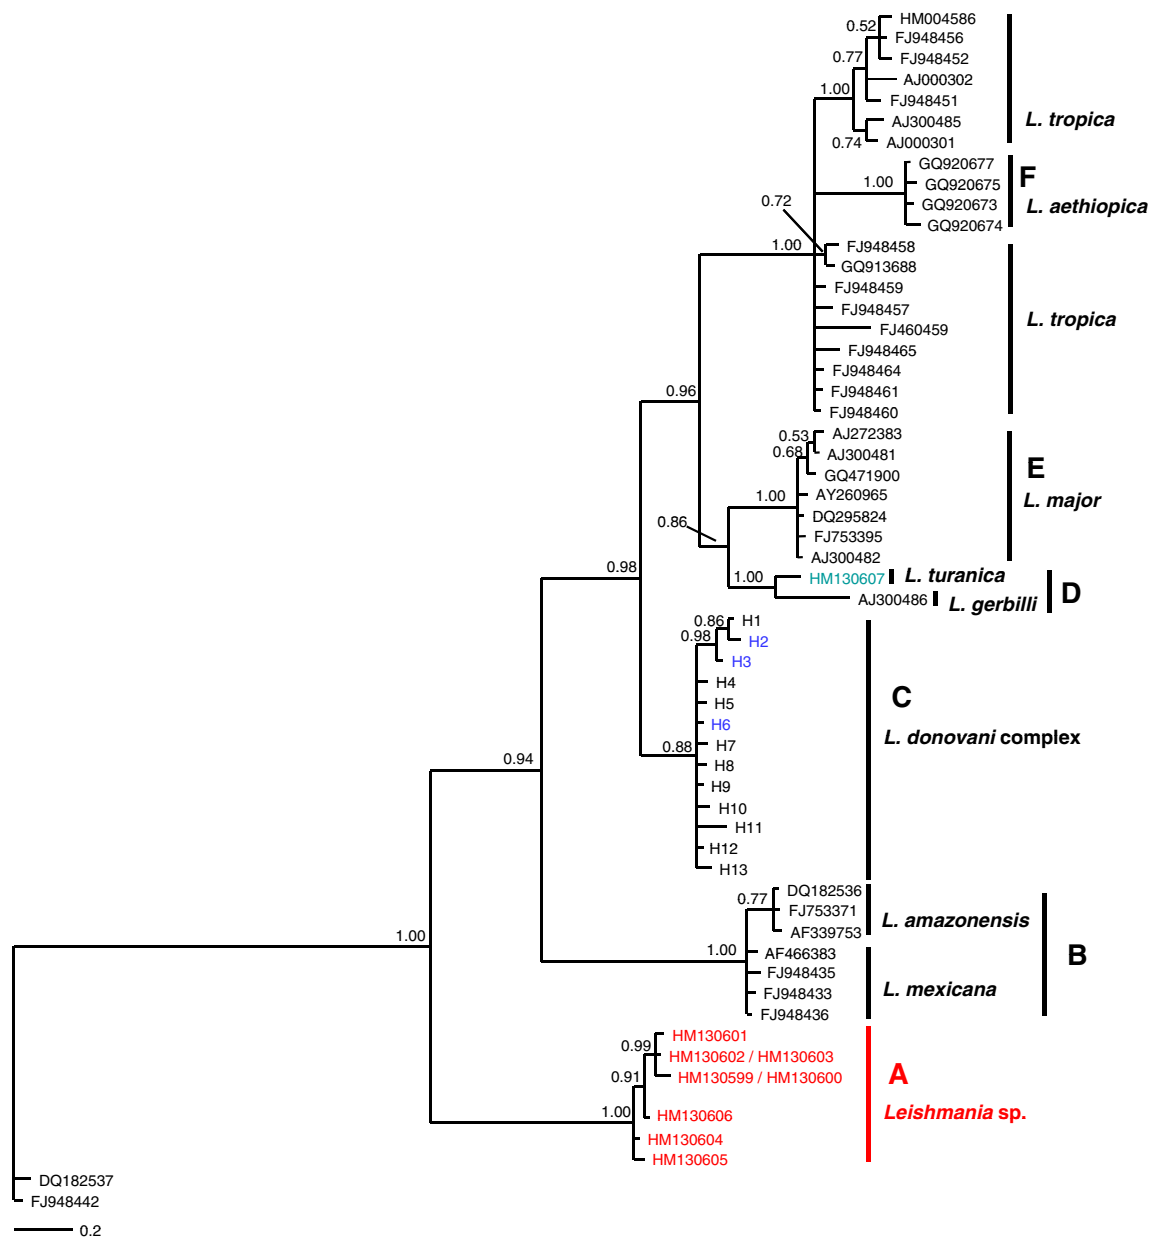 HM004586
0.52
FJ948456
0.77
FJ948452
AJ000302
1.00
FJ948451
L. tropica
AJ300485
0.74
AJ000301
GQ920677
F
1.00
GQ920675
0.72
GQ920673
L. aethiopica
GQ920674
1.00
FJ948458
GQ913688
FJ948459
FJ948457
L. tropica
FJ460459
FJ948465
FJ948464
0.96
FJ948461
FJ948460
0.53
AJ272383
0.68
AJ300481
E
GQ471900
1.00
AY260965
L. major
0.86
DQ295824
FJ753395
AJ300482
0.98
1.00
HM130607
L. turanica
D
AJ300486
L. gerbilli
0.86
H1
0.98
H2
H3
H4
C
H5
H6
0.88
H7
L. donovani complex
0.94
H8
H9
H10
H11
H12
H13
DQ182536
0.77
FJ753371
L. amazonensis
AF339753
1.00
AF466383
B
FJ948435
FJ948433
L. mexicana
FJ948436
1.00
HM130601
0.99
HM130602 / HM130603
0.91
HM130599 / HM130600
A
1.00
HM130606
Leishmania sp.
HM130604
HM130605
DQ182537
FJ948442
0.2